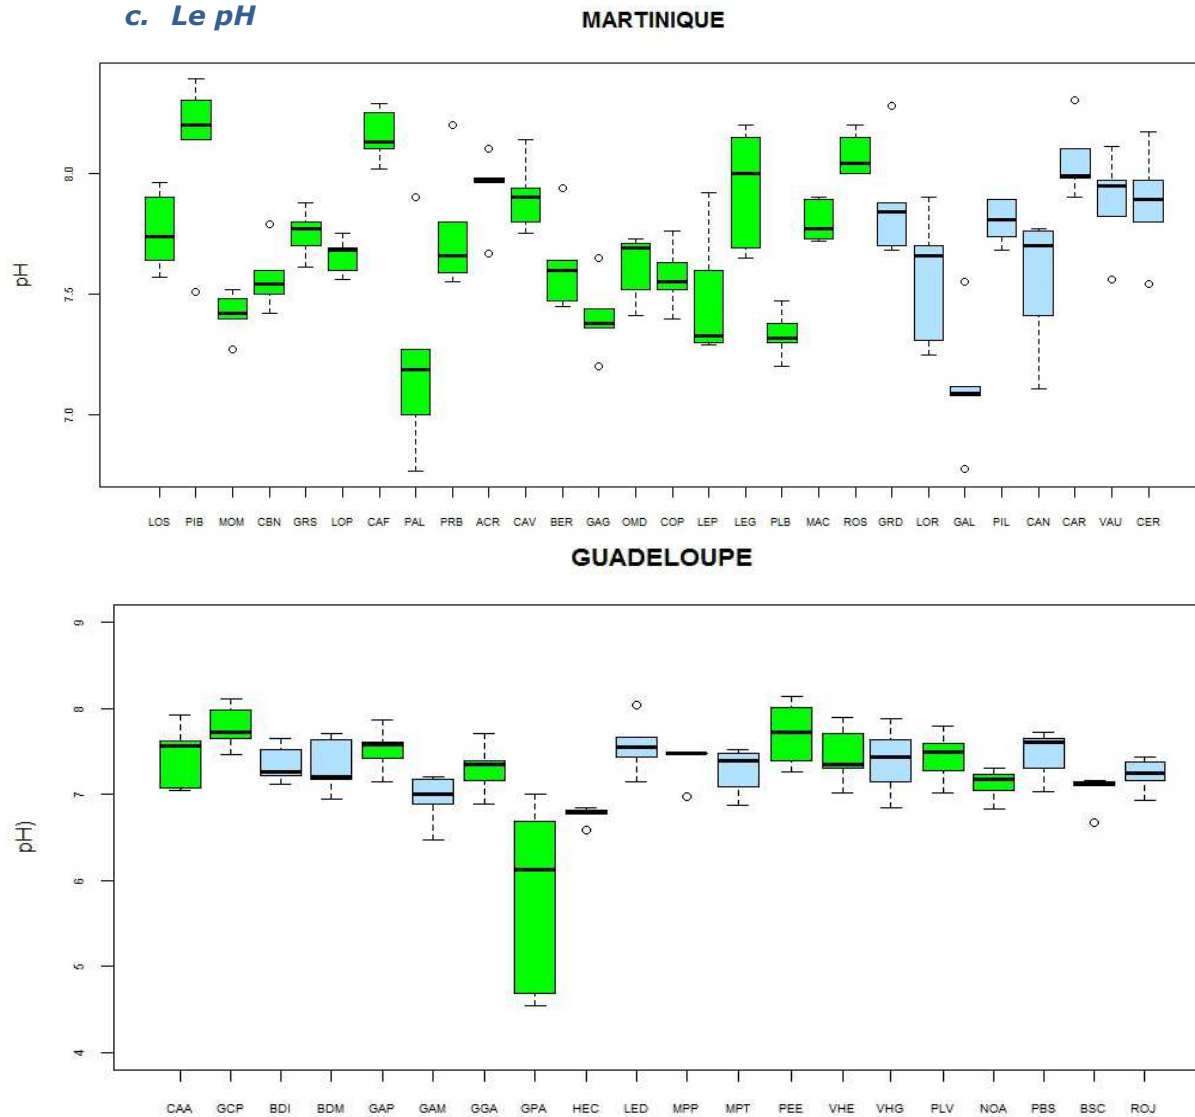 c. Le pH
MARTINIQUE
pH
8.0
7.5
7.0
LOS PIB MOM CBN GRS LOP CAF PAL PRB ACR CAV BER GAG OMD COP LEP LEG PLB MAC ROS GRD LOR GAL PIL CAN CAR VAU CER
GUADELOUPE
pH)
9
8
7
6
5
4
CAA GCP BDI BDM GAP GAM GGA GPA HEC LED MPP MPT PEE VHE VHG PLV NOA PBS BSC ROJ